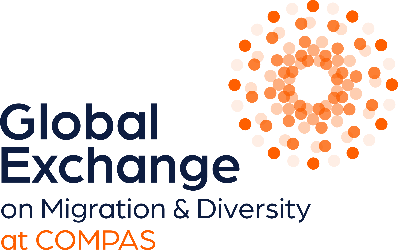 Global
Exchange
on Migration & Diversity
at COMPAS